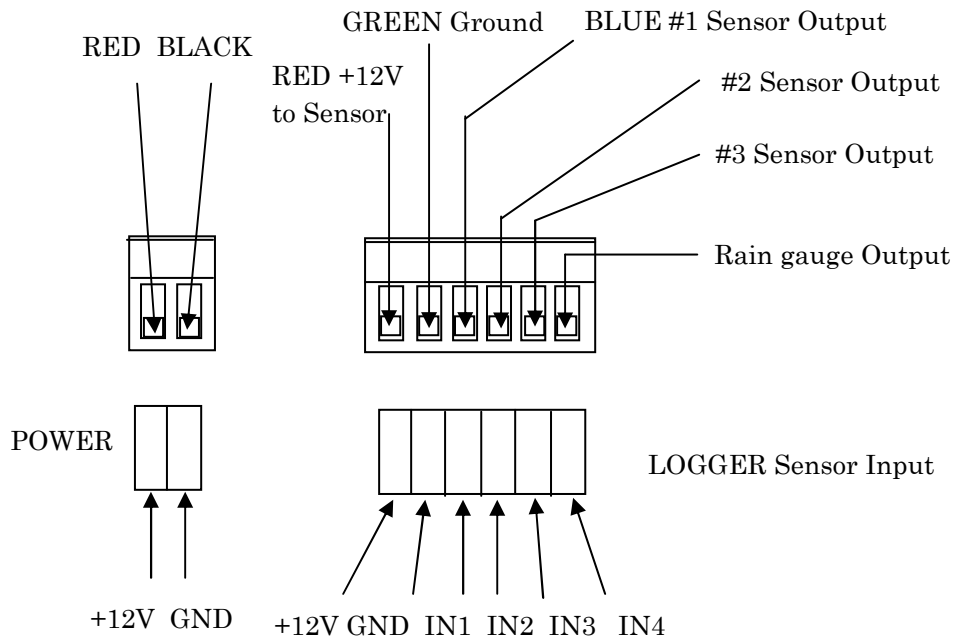 GREEN Ground
BLUE #1 Sensor Output
RED BLACK
RED +12V
to Sensor
#2 Sensor Output
#3 Sensor Output
Rain gauge Output
POWER
LOGGER Sensor Input
+12V GND
+12V GND IN1 IN2 IN3 IN4